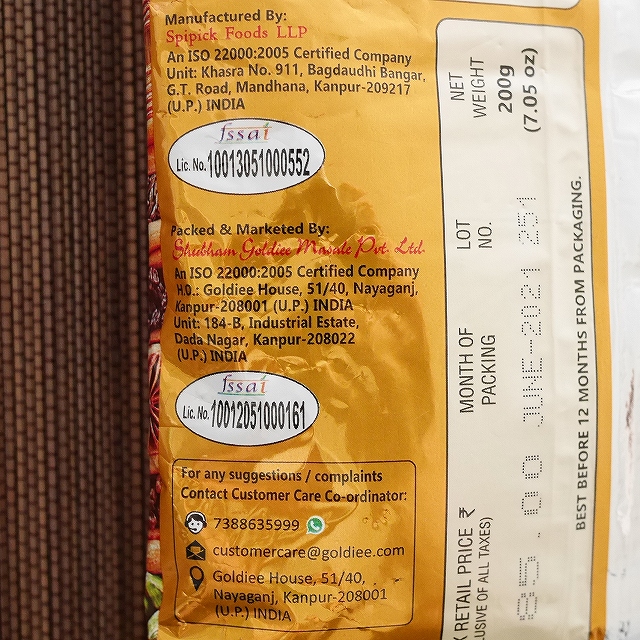 Manufactured By:
Spipick Foods LLP
An ISO 22000:2005 Certified Company
Unit: Khasra No. 911, Bagdaudhi Bangar,
G.T. Road, Mandhana, Kanpur-209217
(U.P.) INDIA
fssai
Lic. No. 10013051000552
Packed & Marketed By:
Shubham Goldiee Masale Pvt. Ltd.
An ISO 22000:2005 Certified Company
H.O.: Goldiee House, 51/40, Nayaganj,
Kanpur-208001 (U.P.) INDIA
Unit: 184-B, Industrial Estate,
Dada Nagar, Kanpur-208022
(U.P.) INDIA
fssai
Lic. No. 10012051000161
For any suggestions / complaints
Contact Customer Care Co-ordinator:
7388635999
customercare@goldiee.com
Goldiee House, 51/40,
Nayaganj, Kanpur-208001
(U.P.) INDIA
NET
WEIGHT
200g
(7.05 oz)
LOT
NO.
251
MONTH OF
PACKING
JUNE-2021
RETAIL PRICE ₹
OF ALL TAXES)
85.00
BEST BEFORE 12 MONTHS FROM PACKAGING.